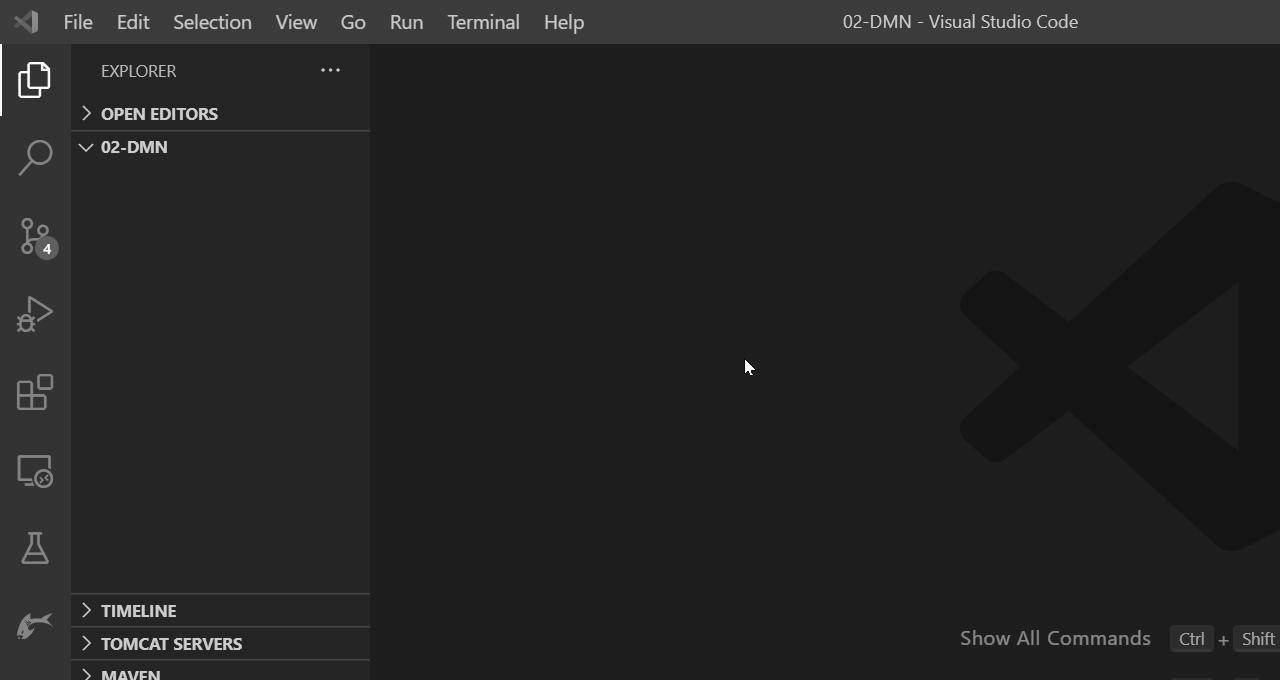 File Edit Selection View Go Run Terminal Help 02-DMN - Visual Studio Code
EXPLORER
OPEN EDITORS
02-DMN
4
TIMELINE
TOMCAT SERVERS
MAVEN
Show All Commands Ctrl + Shift